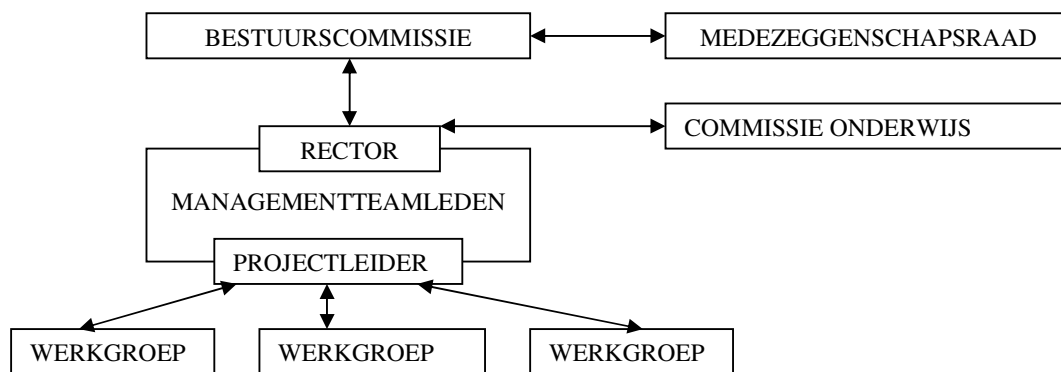 BESTUURSCOMMISSIE
MEDEZEGGENSCHAPSRAAD
RECTOR
COMMISSIE ONDERWIJS
MANAGEMENTTEAMLEDEN
PROJECTLEIDER
WERKGROEP
WERKGROEP
WERKGROEP